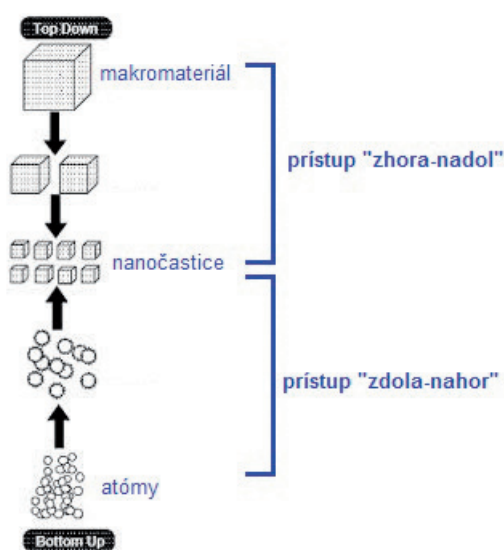 Top Down
makromateriál
prístup "zhora-nadol"
nanočastice
prístup "zdola-nahor"
atómy
Bottom Up